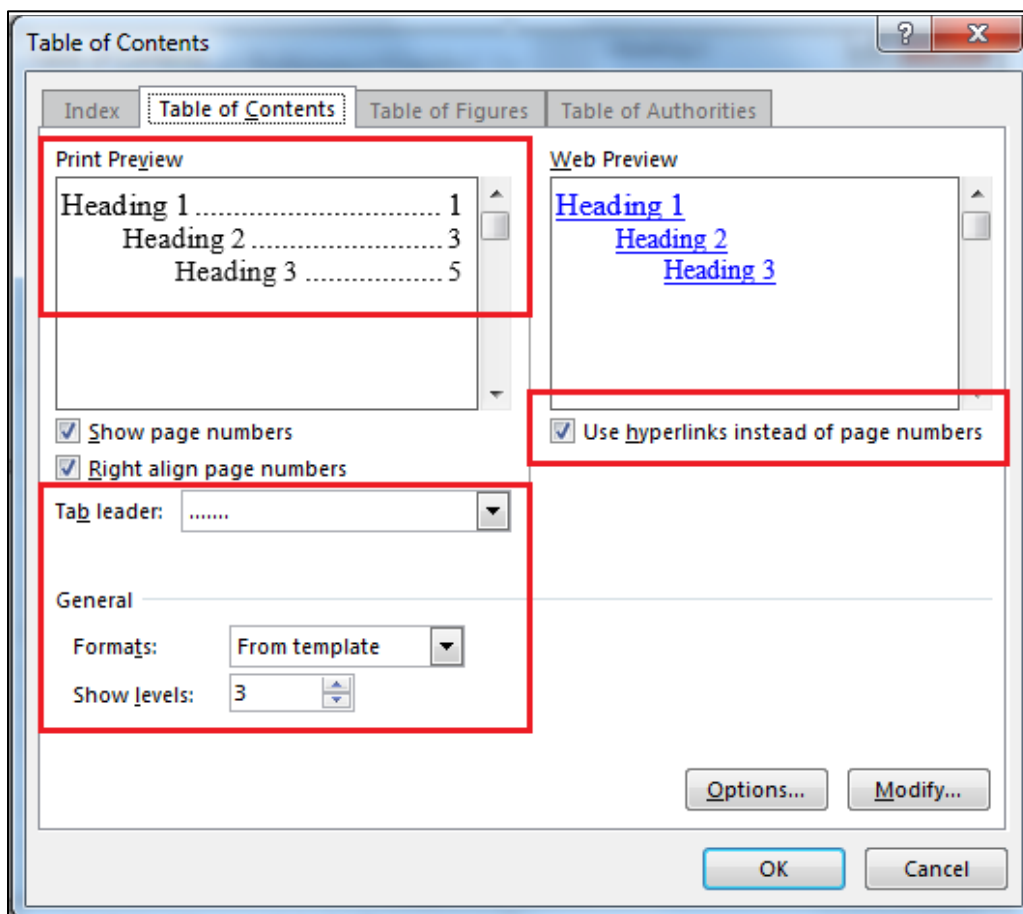 Table of Contents
?
X
Index
Table of Contents
Table of Figures
Table of Authorities
Print Preview
Heading 1 ................................ 1
Heading 2 ......................... 3
Heading 3 .................. 5
Show page numbers
Right align page numbers
Web Preview
Heading 1
Heading 2
Heading 3
Use hyperlinks instead of page numbers
Tab leader: .......
General
Formats: From template
Show levels: 3
Options...
Modify...
OK
Cancel